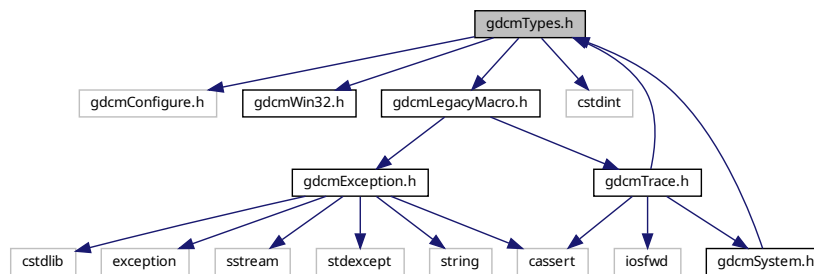 gdcmTypes.h
gdcmConfigure.h
gdcmWin32.h
gdcmLegacyMacro.h
cstdint
gdcmException.h
gdcmTrace.h
cstdlib
exception
sstream
stdexcept
string
cassert
iosfwd
gdcmSystem.h